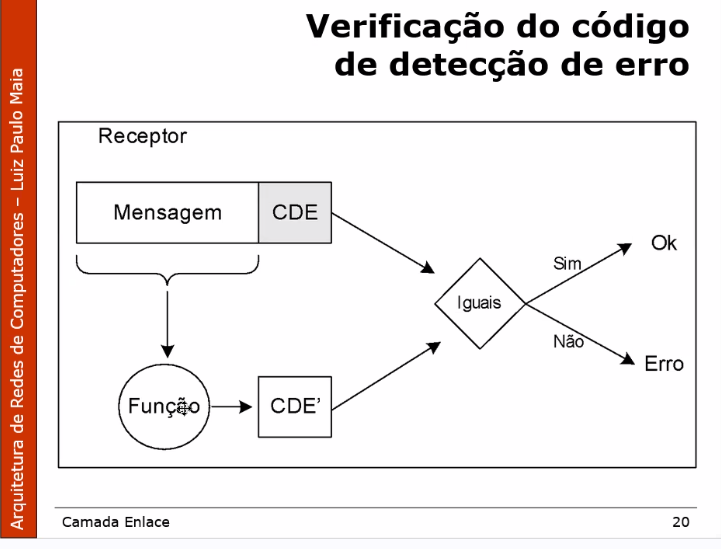 Verificação do código
de detecção de erro
Arquitetura de Redes de Computadores – Luiz Paulo Maia
Receptor
Mensagem
CDE
Iguais
Sim
Ok
Não
Erro
Função
CDE’
Camada Enlace
20